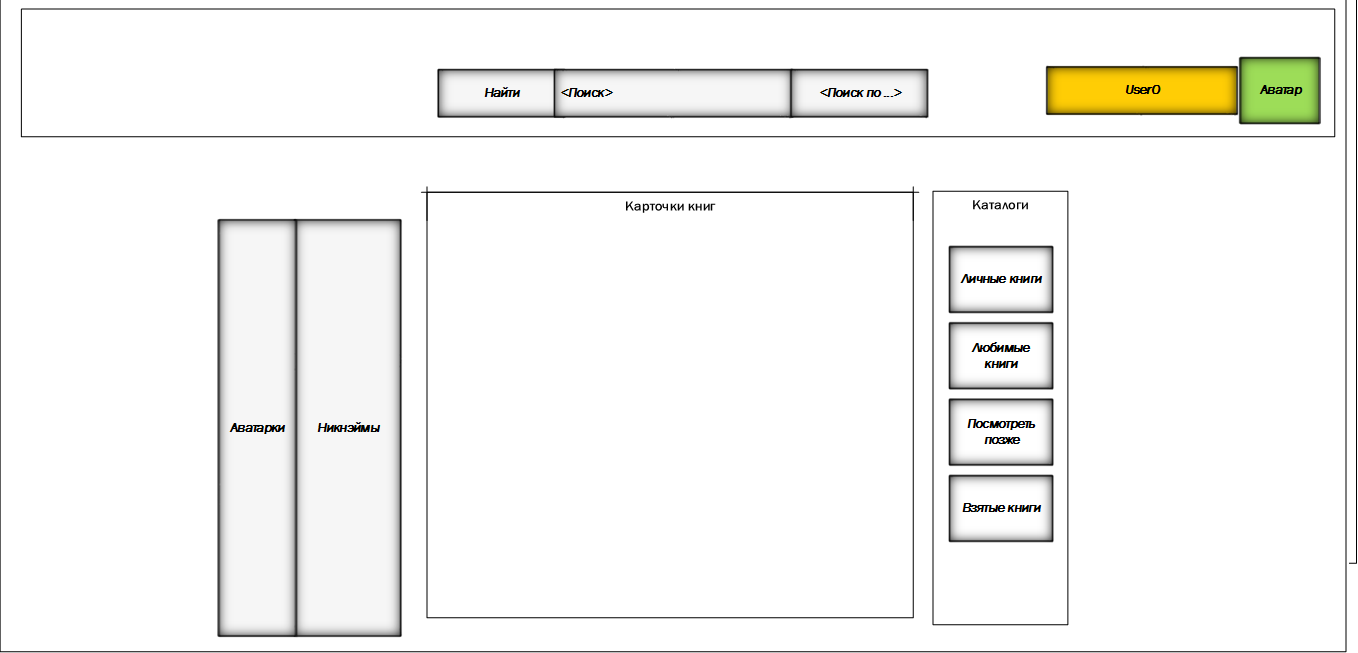 Найти
<Поиск>
<Поиск по ...>
User0
Аватар
Карточки книг
Каталоги
Личные книги
Любимые
книги
Посмотреть
позже
Взятые книги
Аватарки
Никнэймы